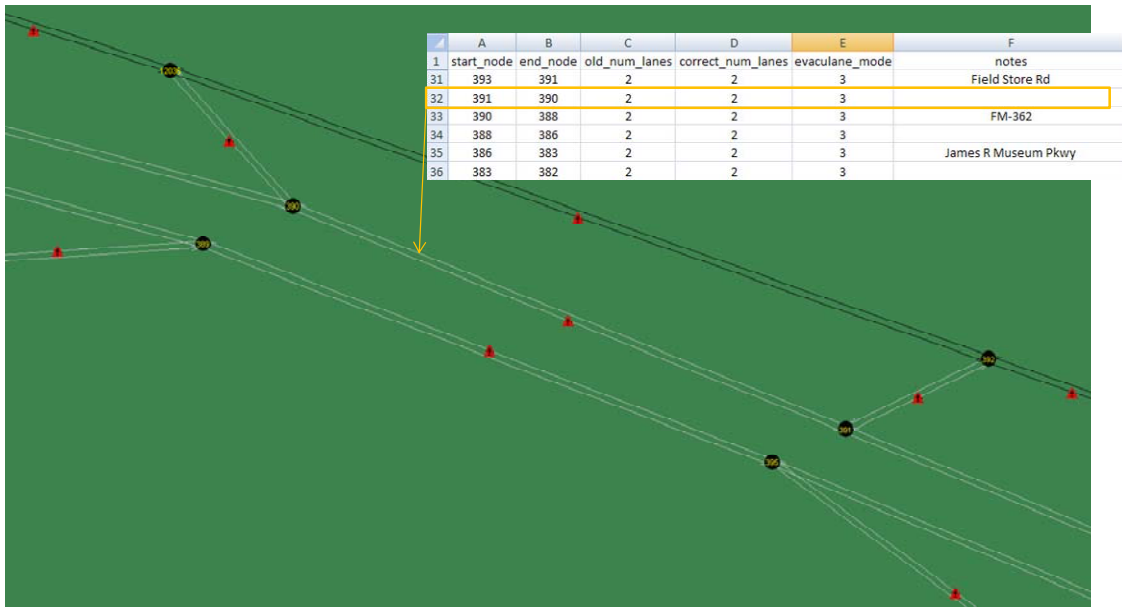 A B C D E F
1 start_node end_node old_num_lanes correct_num_lanes evaculane_mode notes
31 393 391 2 2 3 Field Store Rd
32 391 390 2 2 3
33 390 388 2 2 3 FM-362
34 388 386 2 2 3
35 386 383 2 2 3 James R Museum Pkwy
36 383 382 2 2 3
390
389
392
391
395